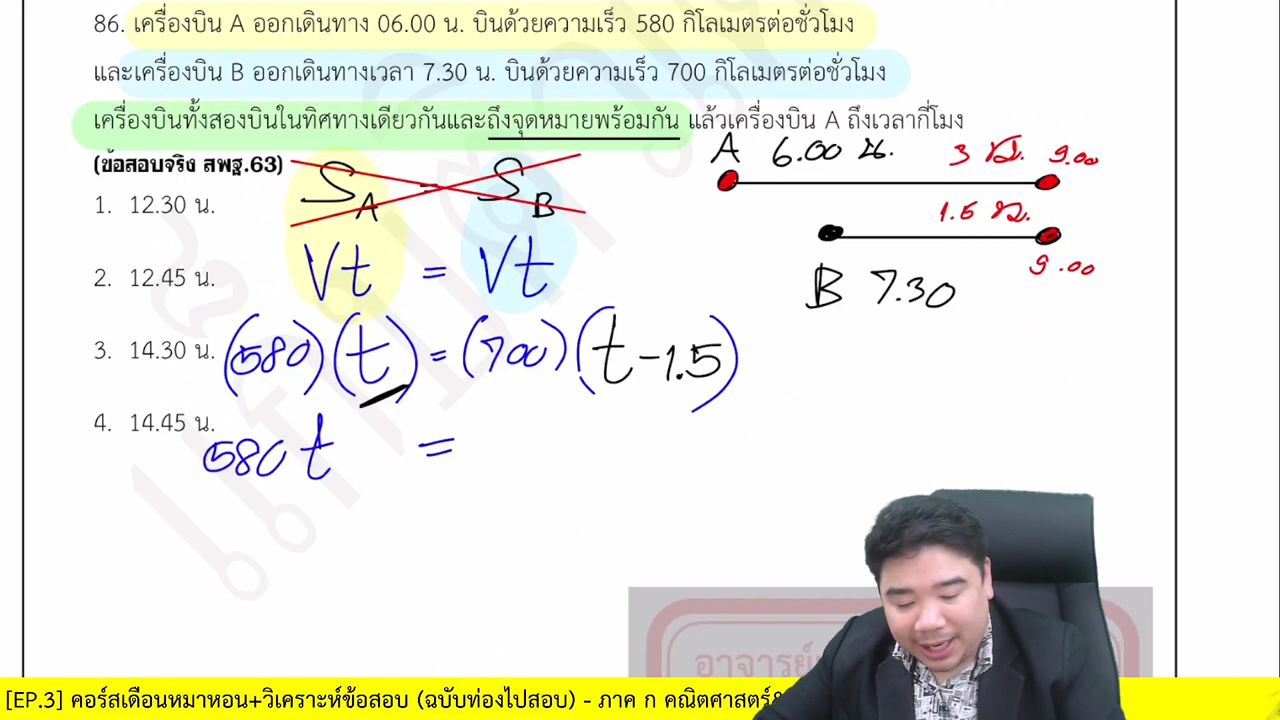 86. เครื่องบิน A ออกเดินทาง 06.00 น. บินด้วยความเร็ว 580 กิโลเมตรต่อชั่วโมง
และเครื่องบิน B ออกเดินทางเวลา 7.30 น. บินด้วยความเร็ว 700 กิโลเมตรต่อชั่วโมง
เครื่องบินทั้งสองบินในทิศทางเดียวกันและถึงจุดหมายพร้อมกัน แล้วเครื่องบิน A ถึงเวลากี่โมง
(ข้อสอบจริง สพฐ.63)
A 6.00 น. 3 ชม. 9.00
S_A = S_B
1. 12.30 น.
1.5 ชม.
9.00
B 7.30
2. 12.45 น.
Vt = Vt
3. 14.30 น.
(580)(t) = (700)(t-1.5)
4. 14.45 น.
580t =
[EP.3] คอร์สเดือนหมาหอน+วิเคราะห์ข้อสอบ (ฉบับท่องไปสอบ) - ภาค ก คณิตศาสตร์